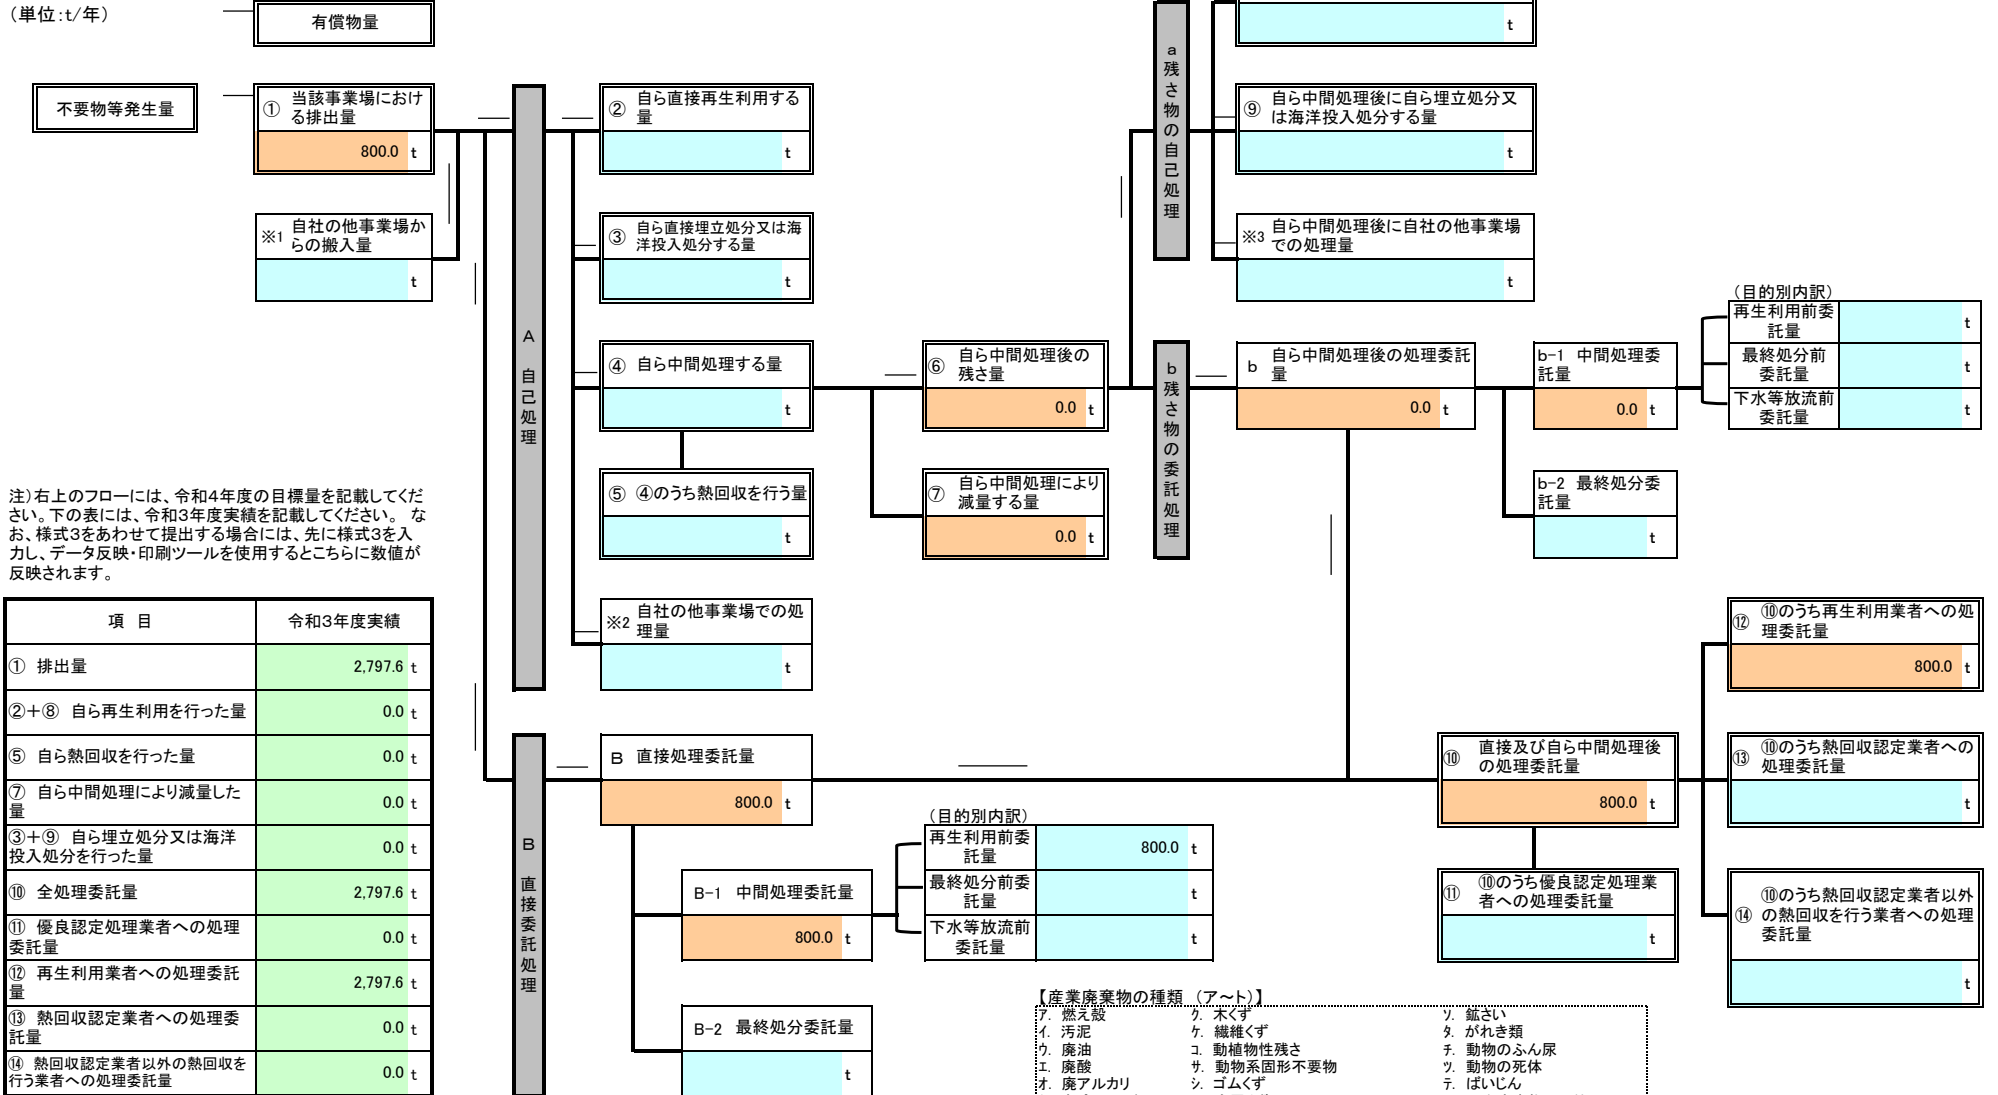 (単位:t/年)
有償物量
不要物等発生量
① 当該事業場におけ
る排出量
800.0 t
※1 自社の他事業場か
らの搬入量
t
A 自己処理
② 自ら直接再生利用する
量
t
③ 自ら直接埋立処分又は海
洋投入処分する量
t
④ 自ら中間処理する量
t
⑤ ④のうち熱回収を行う量
t
※2 自社の他事業場での処
理量
t
⑥ 自ら中間処理後の
残さ量
0.0 t
⑦ 自ら中間処理により
減量する量
0.0 t
a 残さ物の自己処理
t
⑨ 自ら中間処理後に自ら埋立処分又
は海洋投入処分する量
t
※3 自ら中間処理後に自社の他事業場
での処理量
t
b 残さ物の委託処理
b 自ら中間処理後の処理委託
量
0.0 t
b-1 中間処理委
託量
0.0 t
(目的別内訳)
再生利用前委
託量
t
最終処分前
委託量
t
下水等放流前
委託量
t
b-2 最終処分委
託量
t
注)右上のフローには、令和4年度の目標量を記載してくだ
さい。下の表には、令和3年度実績を記載してください。 な
お、様式3をあわせて提出する場合には、先に様式3を入
力し、データ反映・印刷ツールを使用するとこちらに数値が
反映されます。
項 目 令和3年度実績
① 排出量 2,797.6 t
②+⑧ 自ら再生利用を行った量 0.0 t
⑤ 自ら熱回収を行った量 0.0 t
⑦ 自ら中間処理により減量した
量 0.0 t
③+⑨ 自ら埋立処分又は海洋
投入処分を行った量 0.0 t
⑩ 全処理委託量 2,797.6 t
⑪ 優良認定処理業者への処理
委託量 0.0 t
⑫ 再生利用業者への処理委託
量 2,797.6 t
⑬ 熱回収認定業者への処理委
託量 0.0 t
⑭ 熱回収認定業者以外の熱回収を
行う業者への処理委託量 0.0 t
B 直接委託処理
B 直接処理委託量
800.0 t
B-1 中間処理委託量
800.0 t
(目的別内訳)
再生利用前委
託量
800.0 t
最終処分前委
託量
t
下水等放流前
委託量
t
B-2 最終処分委託量
t
⑩ 直接及び自ら中間処理後
の処理委託量
800.0 t
⑪ ⑩のうち優良認定処理業
者への処理委託量
t
⑫ ⑩のうち再生利用業者への処
理委託量
800.0 t
⑬ ⑩のうち熱回収認定業者への
処理委託量
t
⑭ ⑩のうち熱回収認定業者以外
の熱回収を行う業者への処理
委託量
t
【産業廃棄物の種類 (ア～ト)】
ア. 燃え殻 ク. 木くず ソ. 鉱さい
イ. 汚泥 ケ. 繊維くず タ. がれき類
ウ. 廃油 コ. 動植物性残さ チ. 動物のふん尿
エ. 廃酸 サ. 動物系固形不要物 ツ. 動物の死体
オ. 廃アルカリ シ. ゴムくず テ. ばいじん